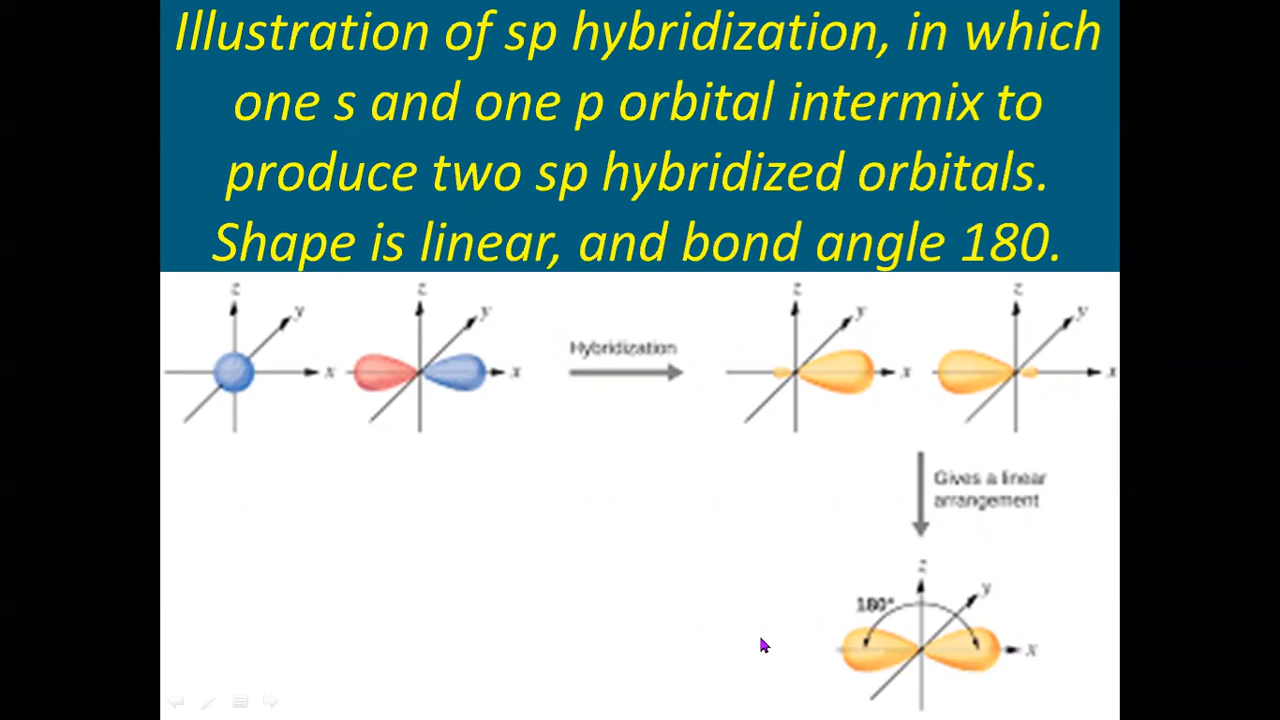 Illustration of sp hybridization, in which
one s and one p orbital intermix to
produce two sp hybridized orbitals.
Shape is linear, and bond angle 180.
z
y
x
z
y
x
Hybridization
z
y
x
z
y
x
Gives a linear
arrangement
z
y
180°
x